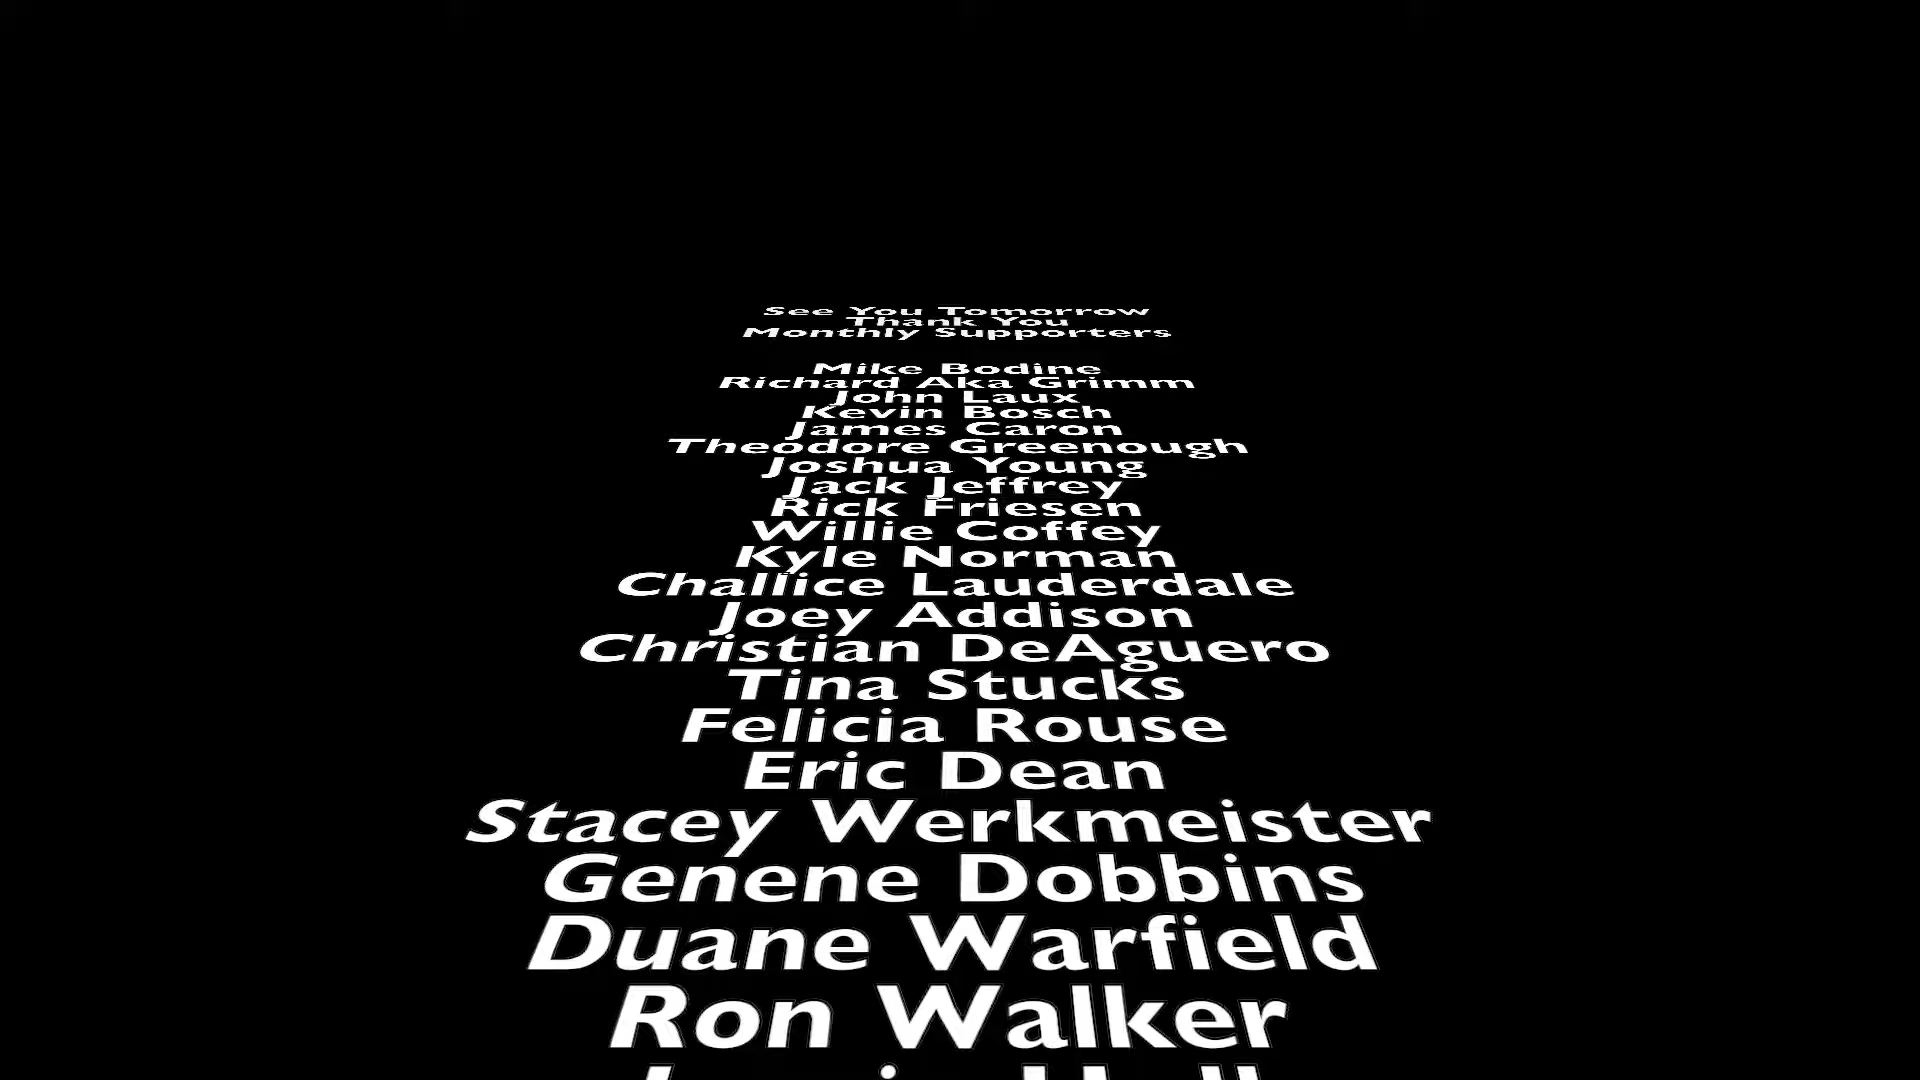 See You Tomorrow
Thank You
Monthly Supporters
Mike Bodine
Richard Aka Grimm
John Laux
Kevin Bosch
James Caron
Theodore Greenough
Joshua Young
Jack Jeffrey
Rick Friesen
Willie Coffey
Kyle Norman
Challice Lauderdale
Joey Addison
Christian DeAguero
Tina Stucks
Felicia Rouse
Eric Dean
Stacey Werkmeister
Genene Dobbins
Duane Warfield
Ron Walker